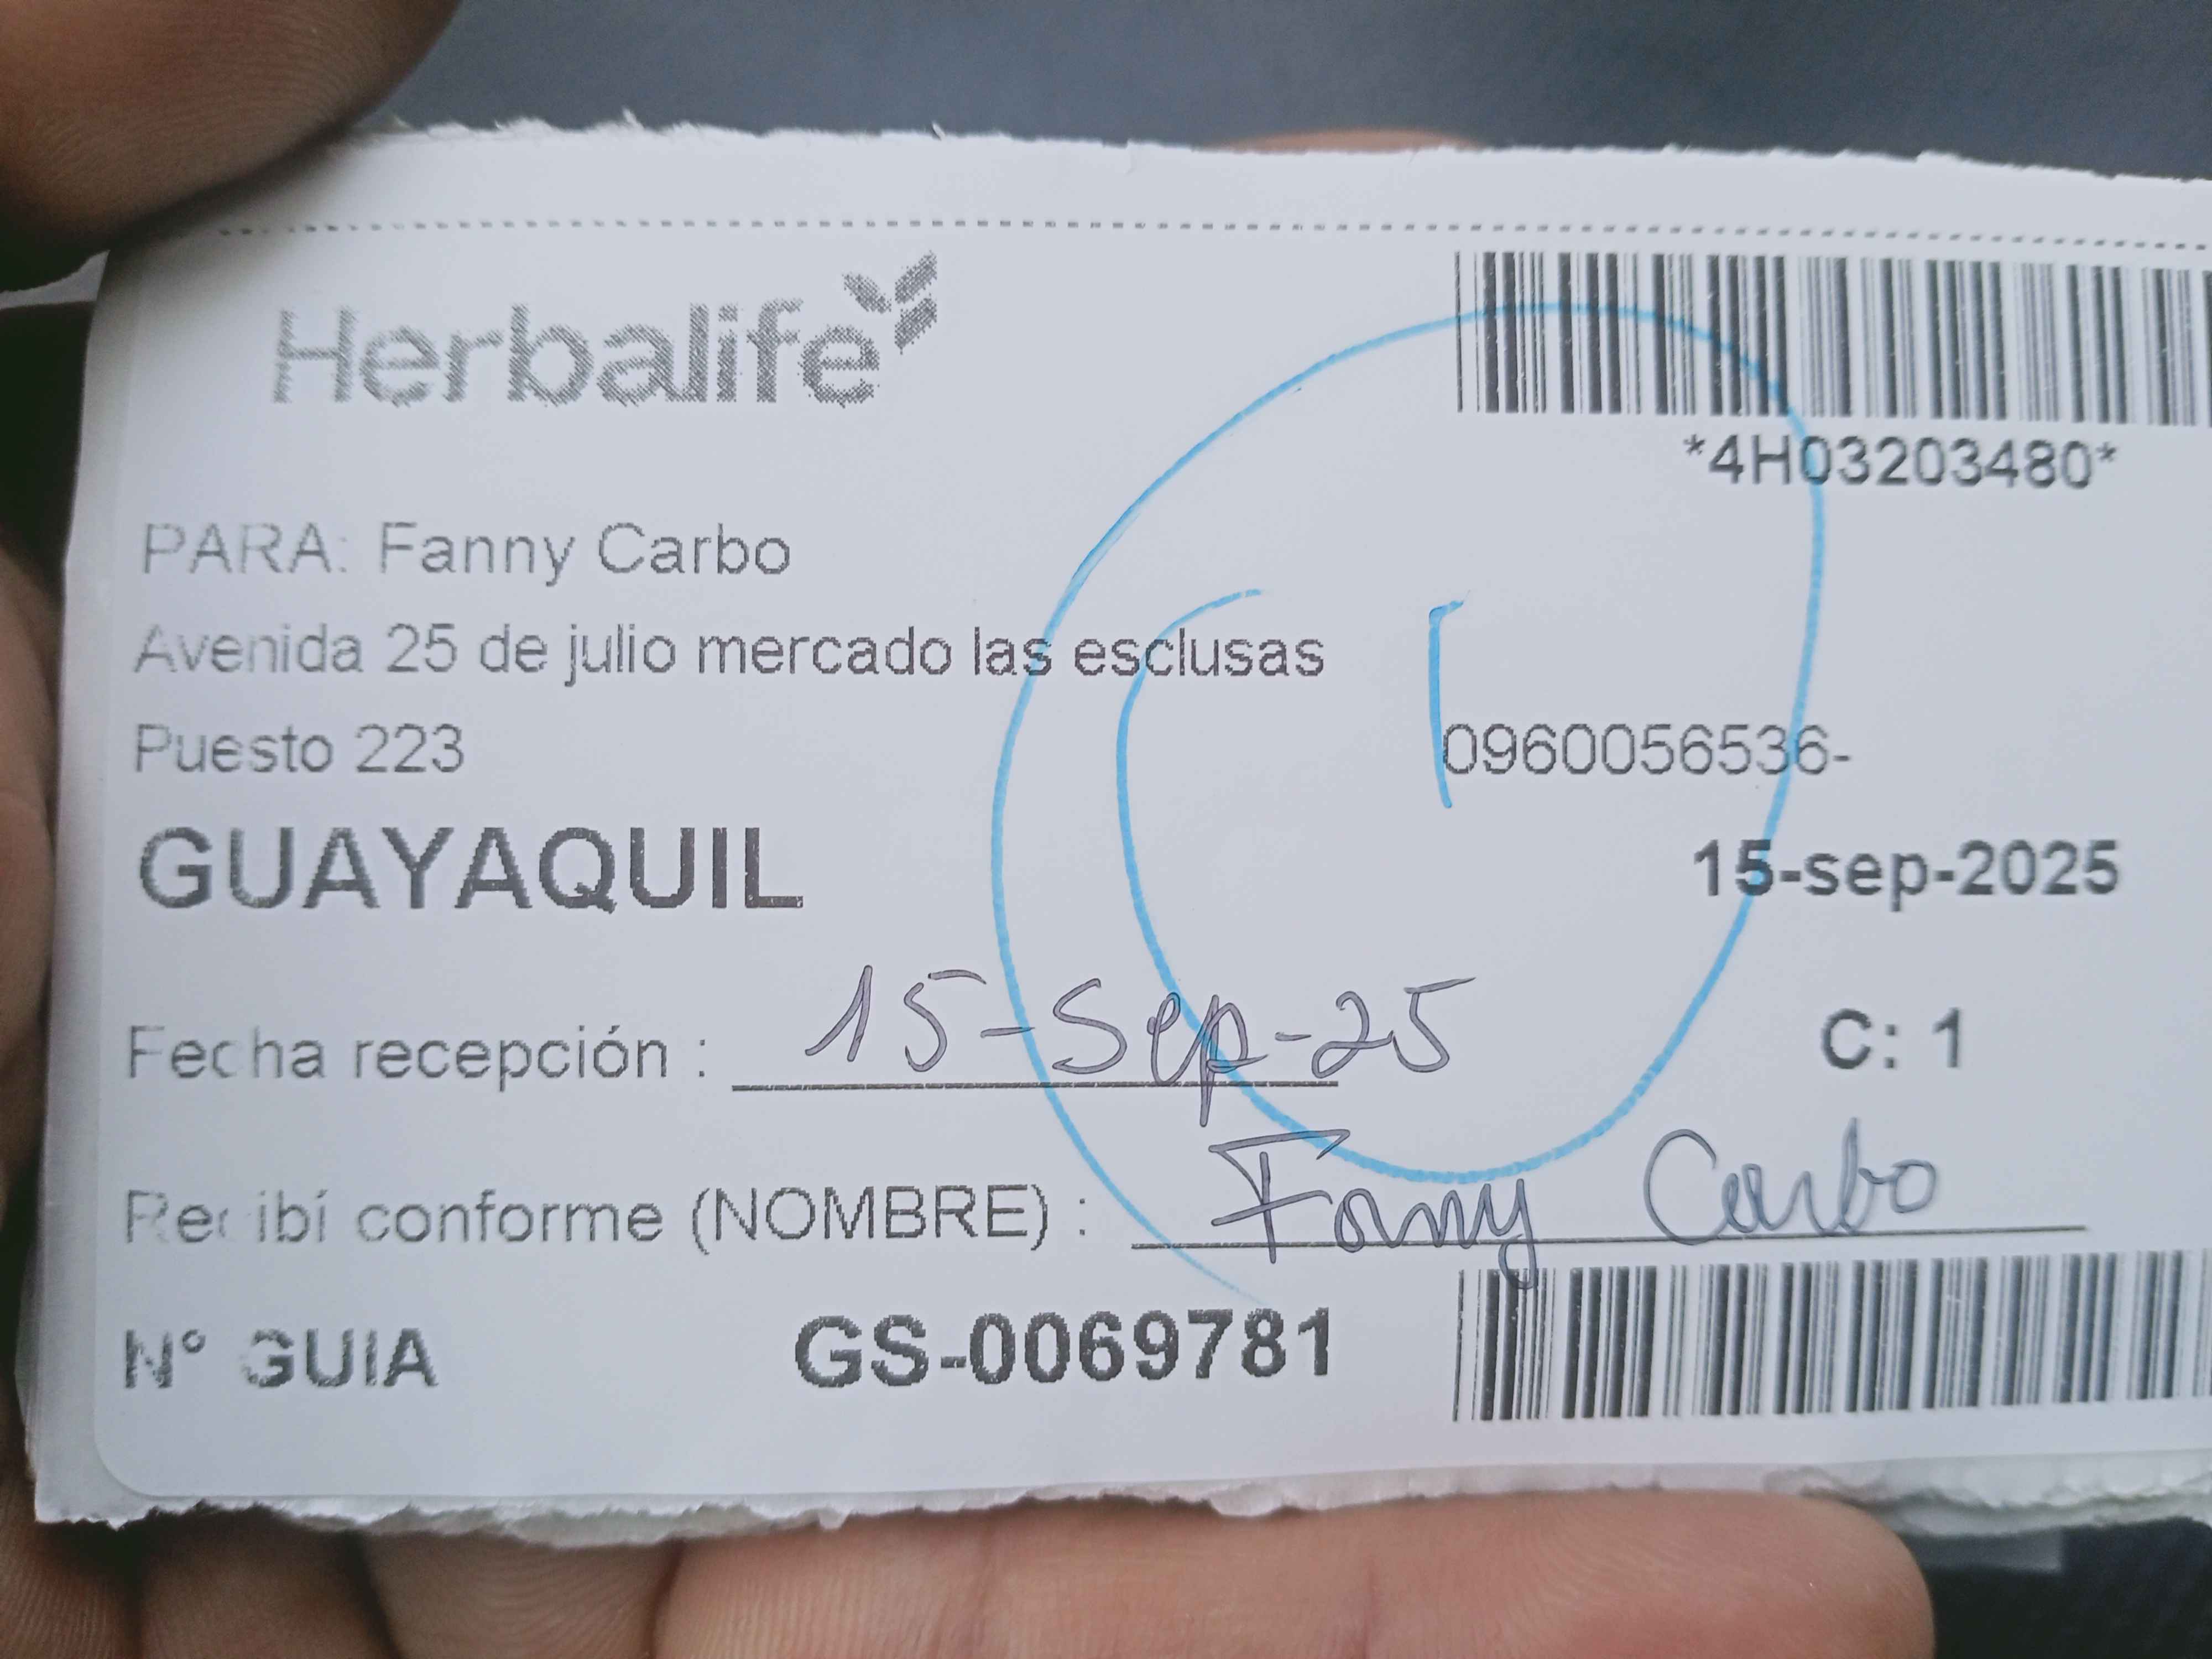 Herbalife
*4H03203480*
PARA: Fanny Carbo
Avenida 25 de julio mercado las esclusas
Puesto 223
0960056536-
GUAYAQUIL
15-sep-2025
Fecha recepción : 15-Sep-25
C: 1
Recibí conforme (NOMBRE) : Fanny Carbo
N° GUIA GS-0069781